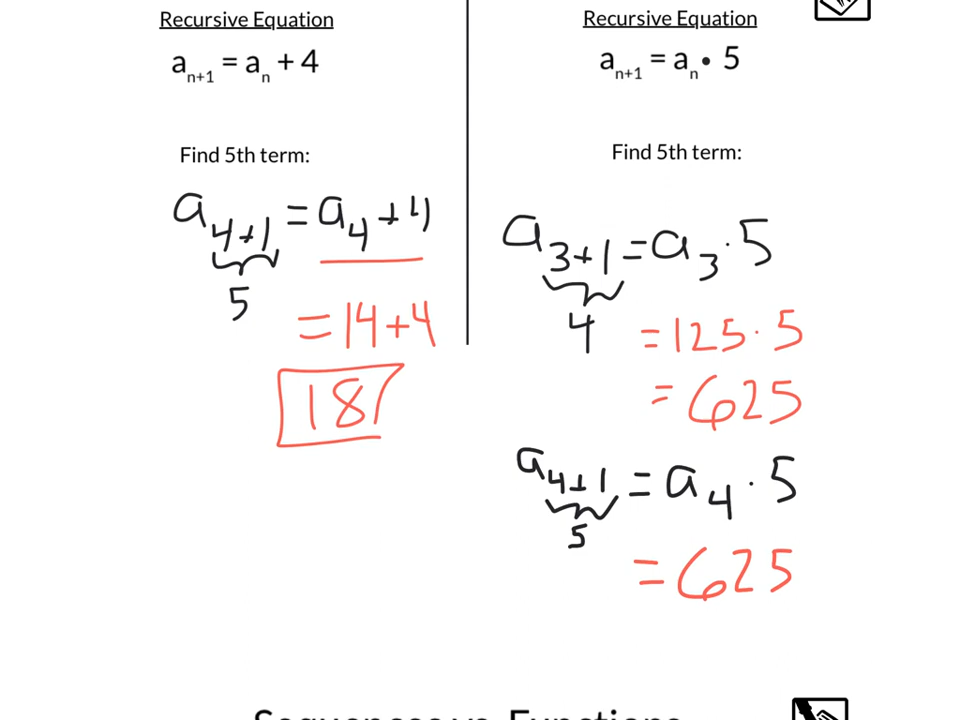 Recursive Equation
aₙ₊₁ = aₙ + 4
Find 5th term:
a₄₊₁ = a₄ + 4
5
= 14 + 4
18
Recursive Equation
aₙ₊₁ = aₙ • 5
Find 5th term:
a₃₊₁ = a₃ · 5
4
= 125 · 5
= 625
a₄₊₁ = a₄ · 5
5
= 625